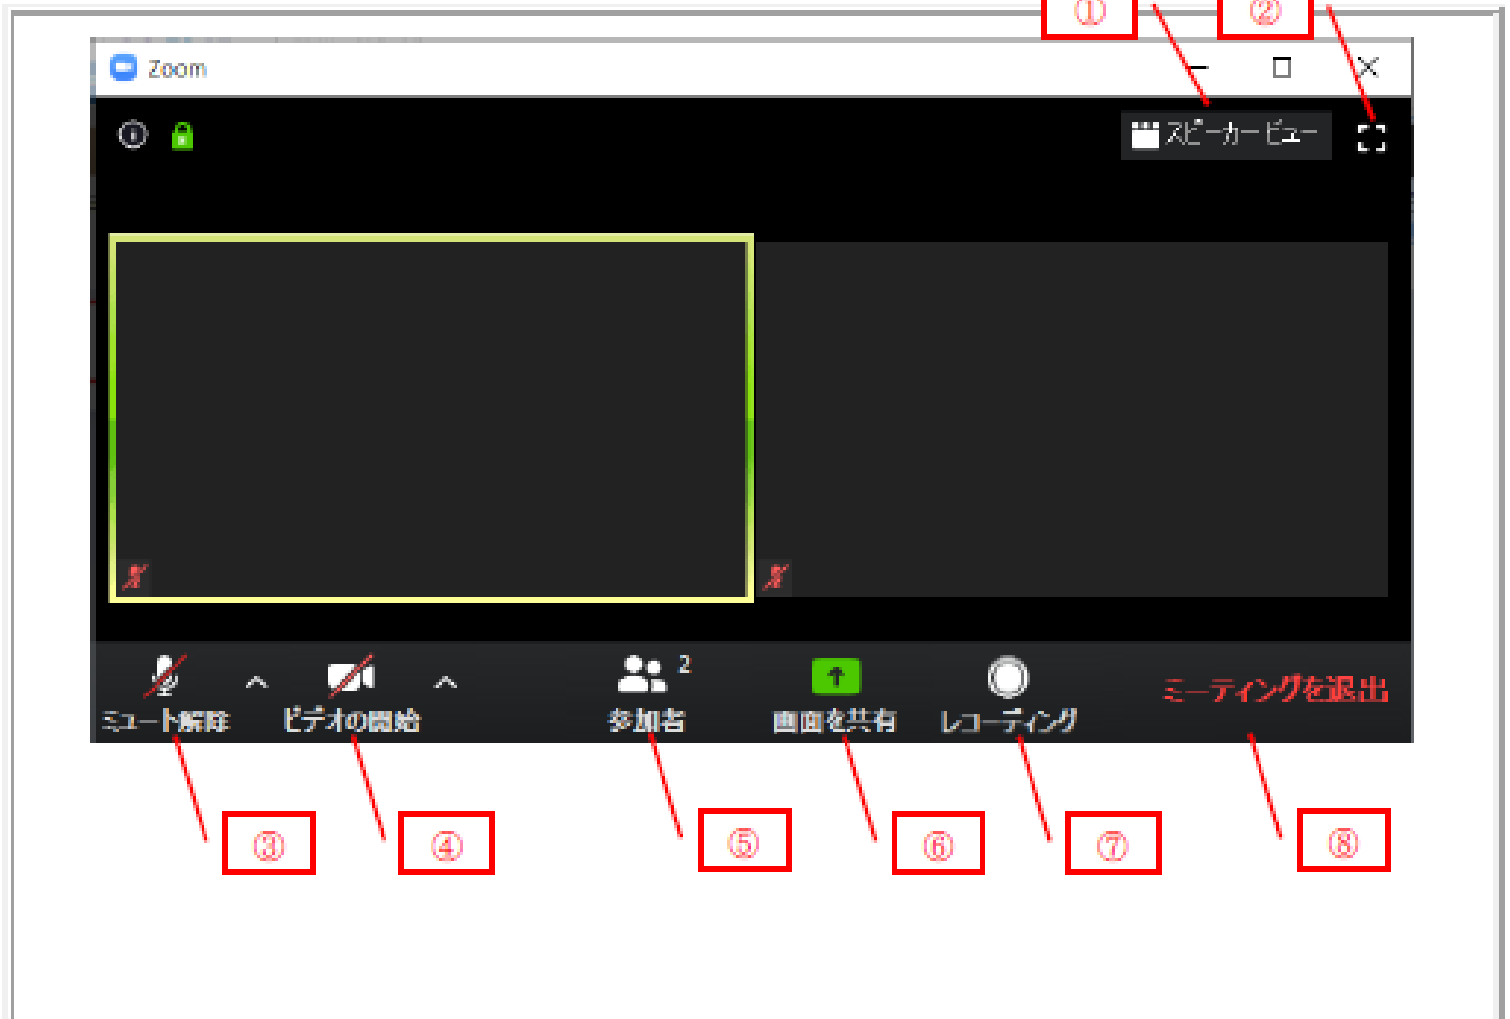 ① ②
Zoom
スピーカービュー
2
ミュート解除 ビデオの開始 参加者 画面を共有 レコーディング ミーティングを退出
③ ④ ⑤ ⑥ ⑦ ⑧